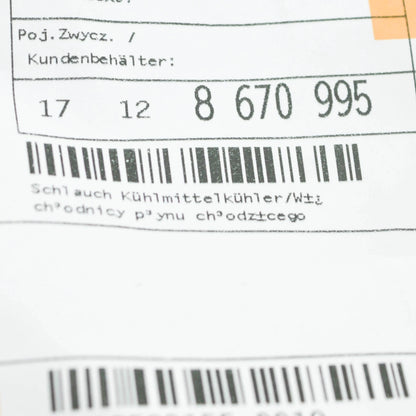 Poj.Zwycz. /
Kundenbehälter:
17 12 8 670 995
Schlauch Kühlmittelkühler/W±¿
ch³odnicy p³ynu ch³odz±cego